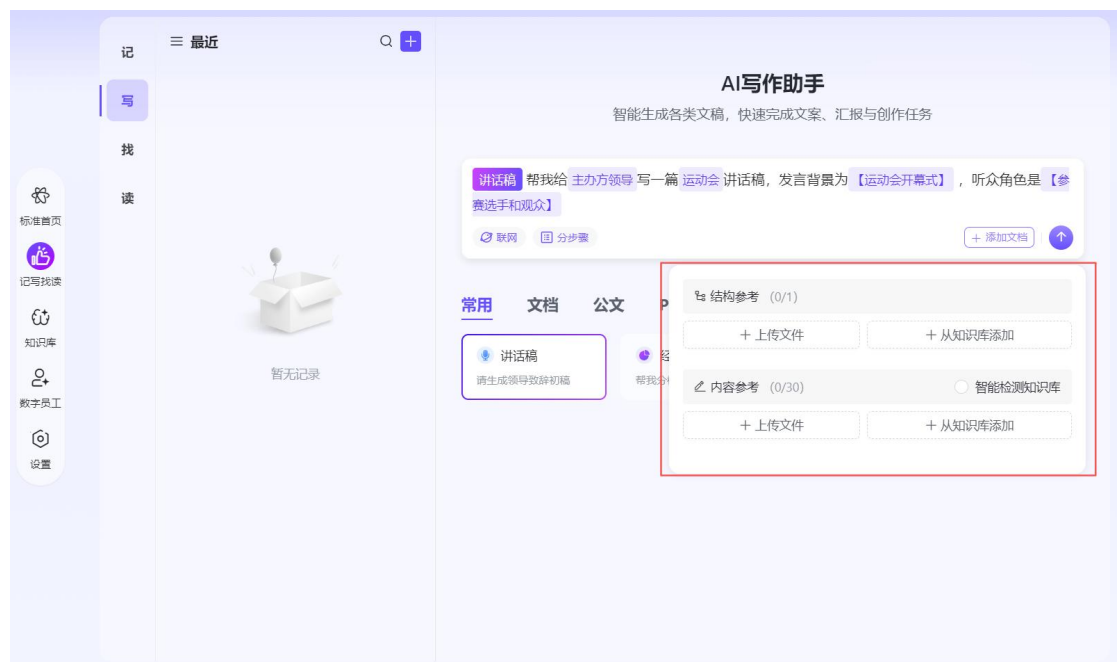 标准首页
记写找读
知识库
数字员工
设置
记
写
找
读
最近
暂无记录
AI写作助手
智能生成各类文稿，快速完成文案、汇报与创作任务
讲话稿 帮我给 主办方领导 写一篇 运动会 讲话稿，发言背景为 【运动会开幕式】 ，听众角色是 【参
赛选手和观众】
联网 分步骤 + 添加文档
常用 文档 公文 P
讲话稿
请生成领导致辞初稿
经
帮我分
结构参考 (0/1)
+ 上传文件 + 从知识库添加
内容参考 (0/30) 智能检测知识库
+ 上传文件 + 从知识库添加